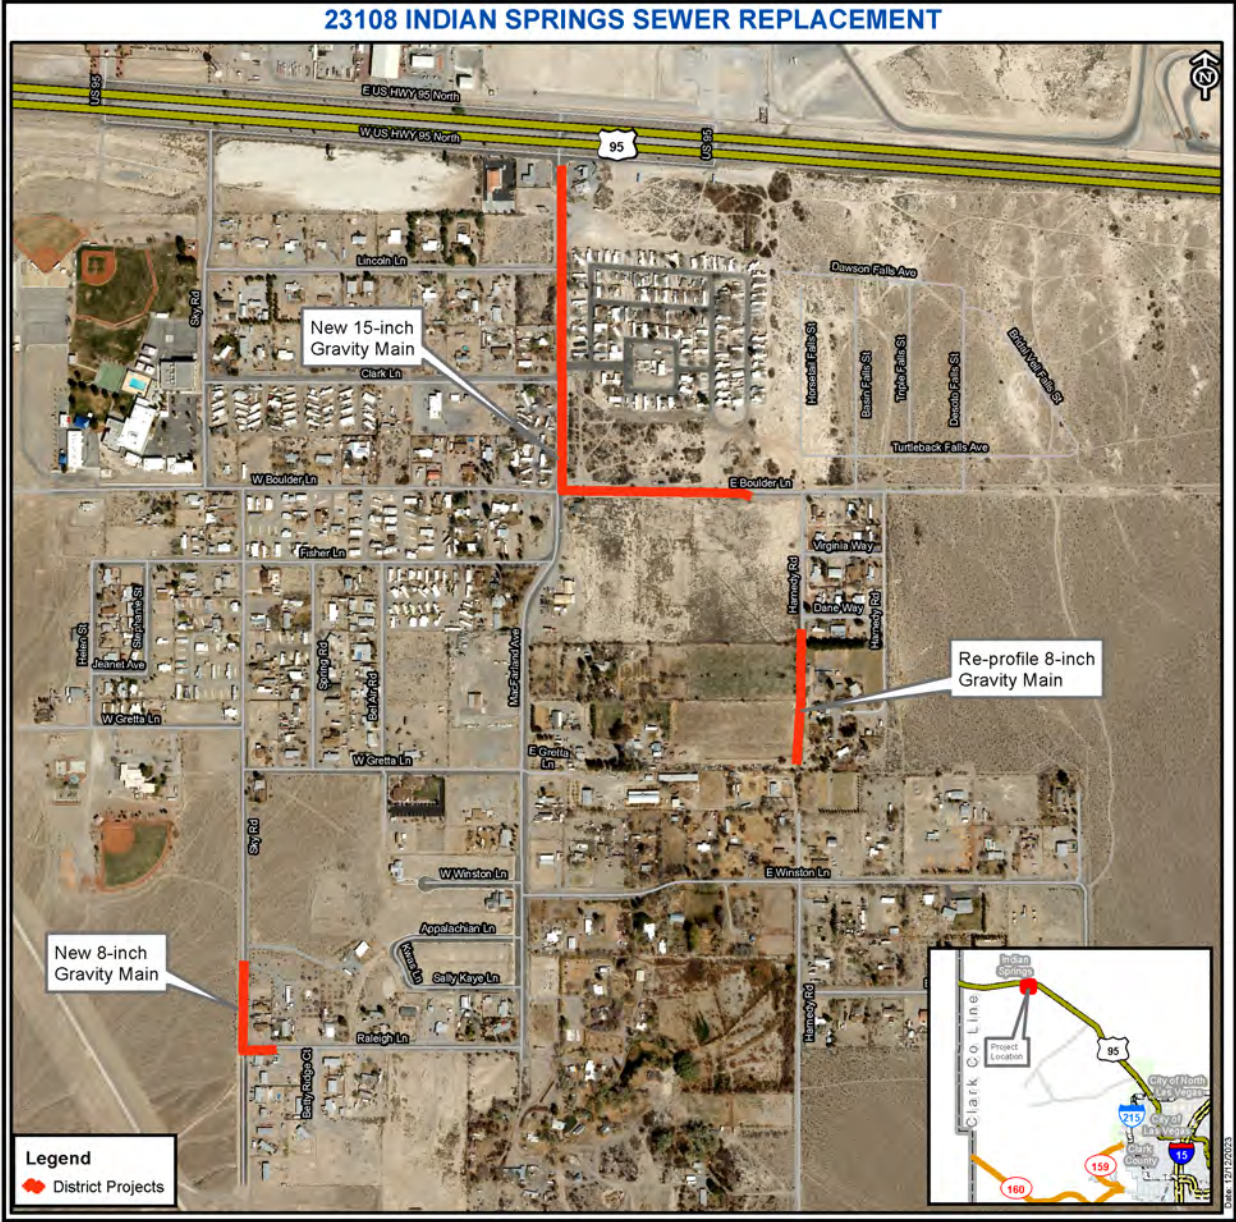 23108 INDIAN SPRINGS SEWER REPLACEMENT
N
US 95
E US HWY 95 North
W US HWY 95 North
95
US 95
Lincoln Ln
Dawson Falls Ave
Sky Rd
New 15-inch
Gravity Main
Clark Ln
Horsetail Falls St
Basin Falls St
Triple Falls St
Desoto Falls St
Bridal Veil Falls St
Turtleback Falls Ave
W Boulder Ln
E Boulder Ln
Fisher Ln
Virginia Way
Harnedy Rd
Dane Way
Harnedy Rd
Helen St
Stephanie St
Jeanet Ave
Spring Rd
Bel Air Rd
MacFarland Ave
Re-profile 8-inch
Gravity Main
W Gretta Ln
W Gretta Ln
E Gretta
Ln
Sky Rd
W Winston Ln
E Winston Ln
Appalachian Ln
Kwas Ln
Sally Kaye Ln
New 8-inch
Gravity Main
Harnedy Rd
Raleigh Ln
Betty Ridge Ct
Legend
District Projects
Indian
Springs
Clark Co. Line
Project
Location
95
City of North
Las Vegas
215
City of
Las Vegas
Clark
County
15
159
160
Date: 12/12/2023